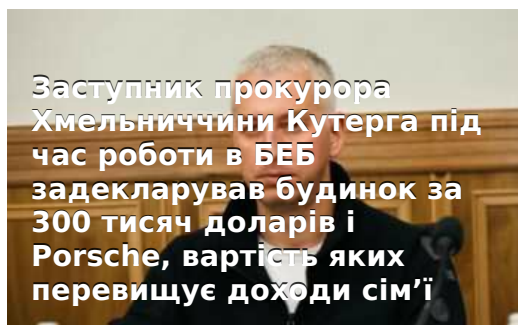 Заступник прокурора
Хмельниччини Кутерга під
час роботи в БЕБ
задекларував будинок за
300 тисяч доларів і
Porsche, вартість яких
перевищує доходи сім’ї